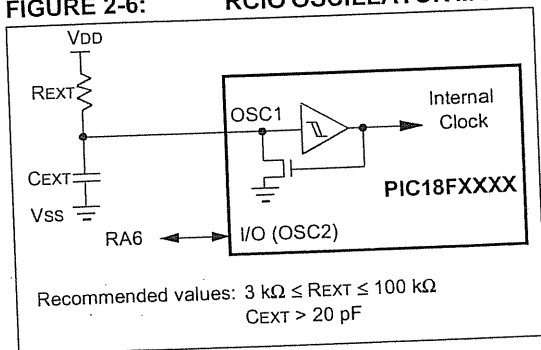 FIGURE 2-6:
VDD
REXT
OSC1
Internal
Clock
CEXT
PIC18FXXXX
VSS
RA6
I/O (OSC2)
Recommended values: 3 kΩ ≤ REXT ≤ 100 kΩ
CEXT > 20 pF